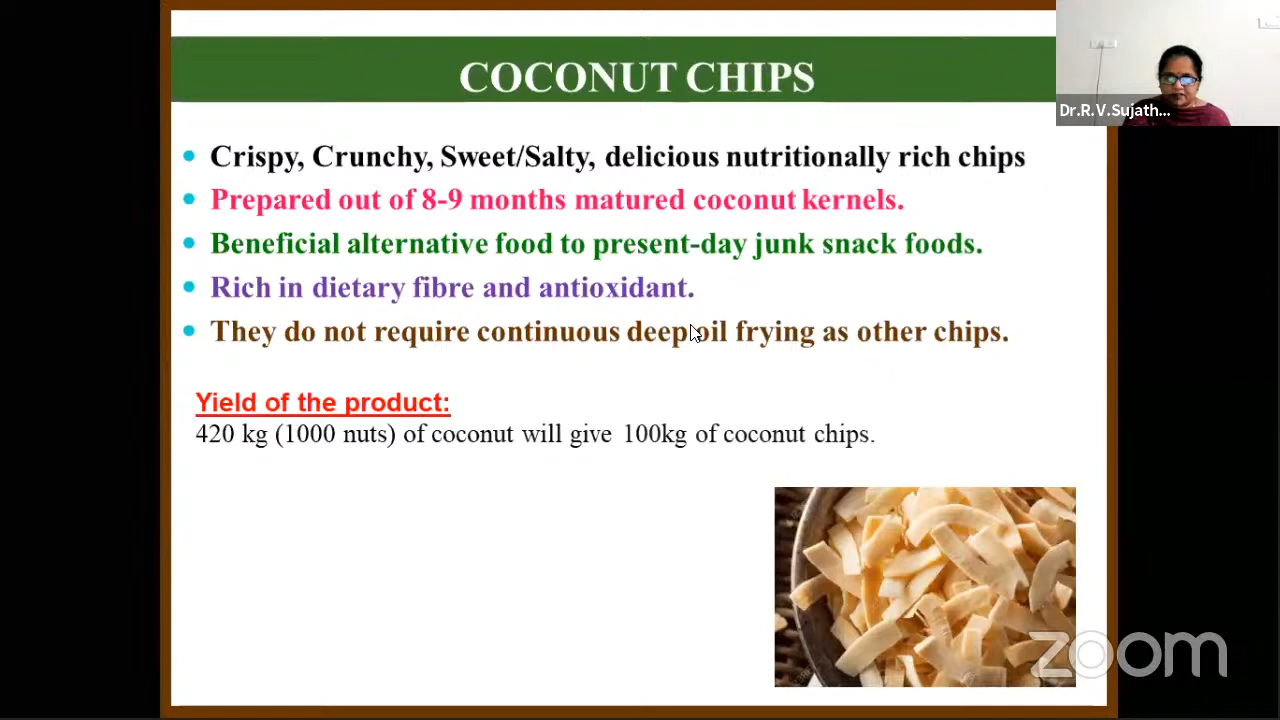 COCONUT CHIPS
Dr.R.V.Sujath...
Crispy, Crunchy, Sweet/Salty, delicious nutritionally rich chips
Prepared out of 8-9 months matured coconut kernels.
Beneficial alternative food to present-day junk snack foods.
Rich in dietary fibre and antioxidant.
They do not require continuous deep oil frying as other chips.
Yield of the product:
420 kg (1000 nuts) of coconut will give 100kg of coconut chips.
zoom